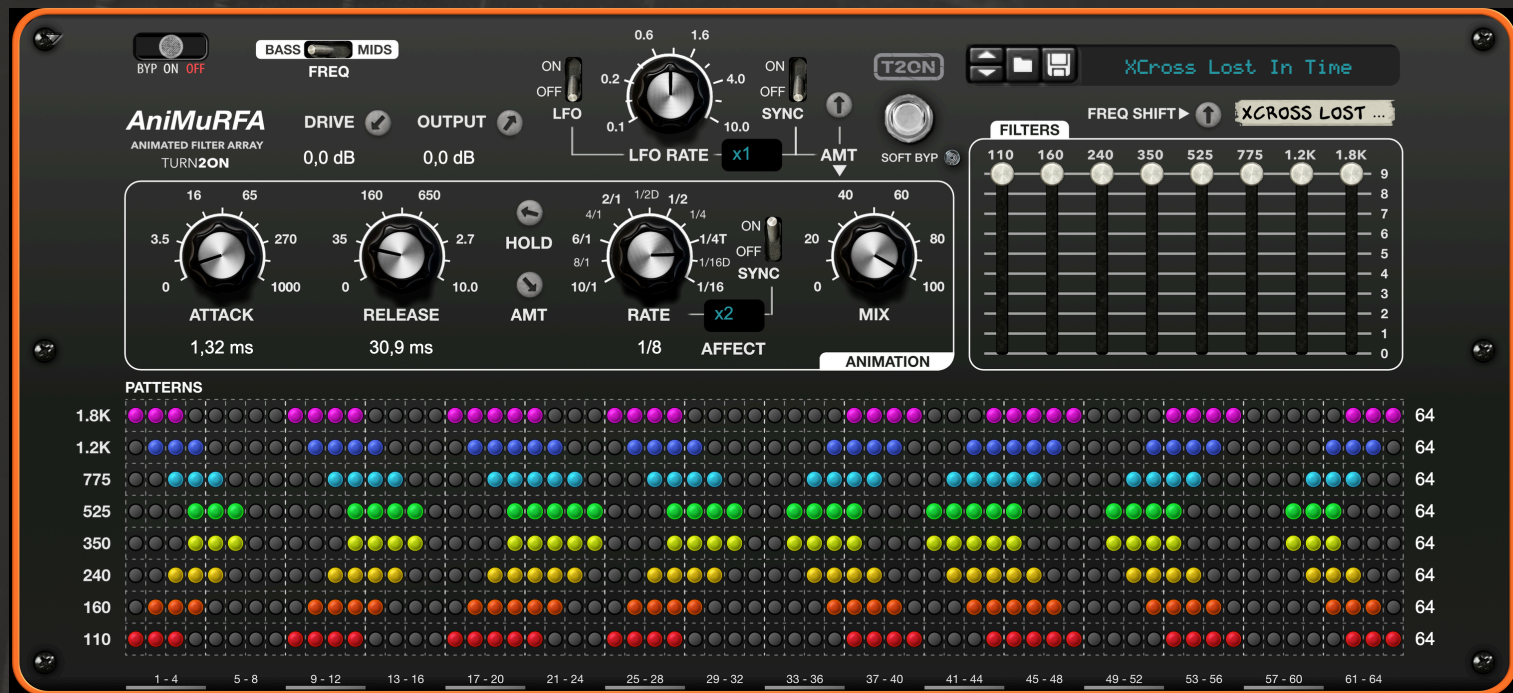 BYP ON OFF
BASS MIDS
FREQ
AniMuRFA
ANIMATED FILTER ARRAY
TURN2ON
DRIVE
0,0 dB
OUTPUT
0,0 dB
ON
OFF
LFO
0.1 0.2 0.6 1.6 4.0 10.0
LFO RATE x1
ON
OFF
SYNC
AMT
T2ON
SOFT BYP
XCross Lost In Time
FREQ SHIFT
XCROSS LOST ...
FILTERS
110 160 240 350 525 775 1.2K 1.8K
9
8
7
6
5
4
3
2
1
0
0 3.5 16 65 270 1000
ATTACK
1,32 ms
0 35 160 650 2.7 10.0
RELEASE
30,9 ms
HOLD
AMT
10/1 8/1 6/1 4/1 2/1 1/2D 1/2 1/4 1/4T 1/16D 1/16
RATE
1/8
ON
OFF
SYNC
x2
AFFECT
0 20 40 60 80 100
MIX
ANIMATION
PATTERNS
1.8K 64
1.2K 64
775 64
525 64
350 64
240 64
160 64
110 64
1 - 4 5 - 8 9 - 12 13 - 16 17 - 20 21 - 24 25 - 28 29 - 32 33 - 36 37 - 40 41 - 44 45 - 48 49 - 52 53 - 56 57 - 60 61 - 64